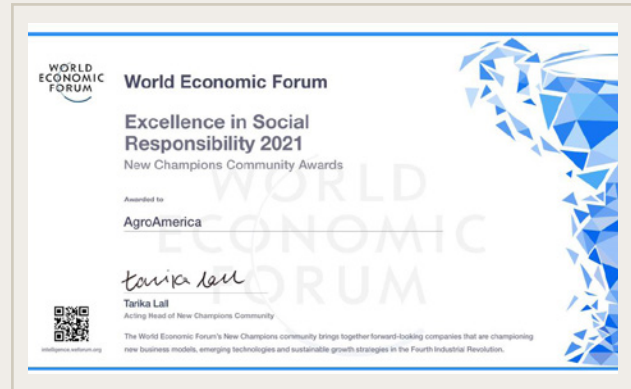 WORLD
ECONOMIC
FORUM
World Economic Forum
Excellence in Social
Responsibility 2021
New Champions Community Awards
WORLD
ECONOMIC
FORUM
Awarded to
AgroAmerica
tarika lall
Tarika Lall
Acting Head of New Champions Community
The World Economic Forum's New Champions community brings together forward-looking companies that are championing
new business models, emerging technologies and sustainable growth strategies in the Fourth Industrial Revolution.
intelligence.weforum.org